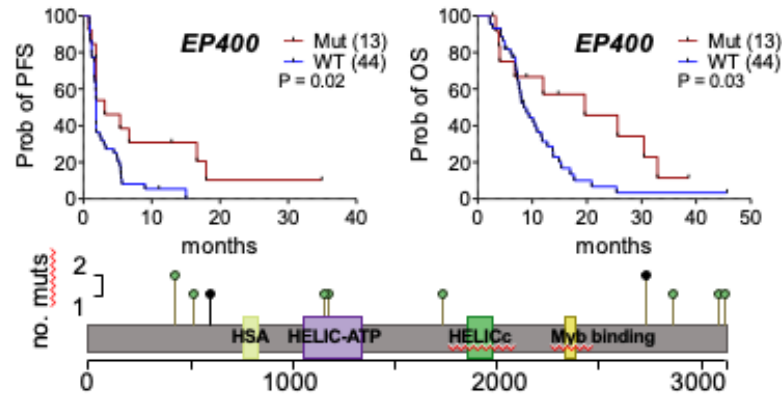 EP400
Mut (13)
WT (44)
P = 0.02
Prob of PFS
100
80
60
40
20
0
0 10 20 30 40
months
EP400
Mut (13)
WT (44)
P = 0.03
Prob of OS
100
80
60
40
20
0
0 10 20 30 40 50
months
no. muts
2
1
HSA HELIC-ATP HELICc Myb binding
0 1000 2000 3000